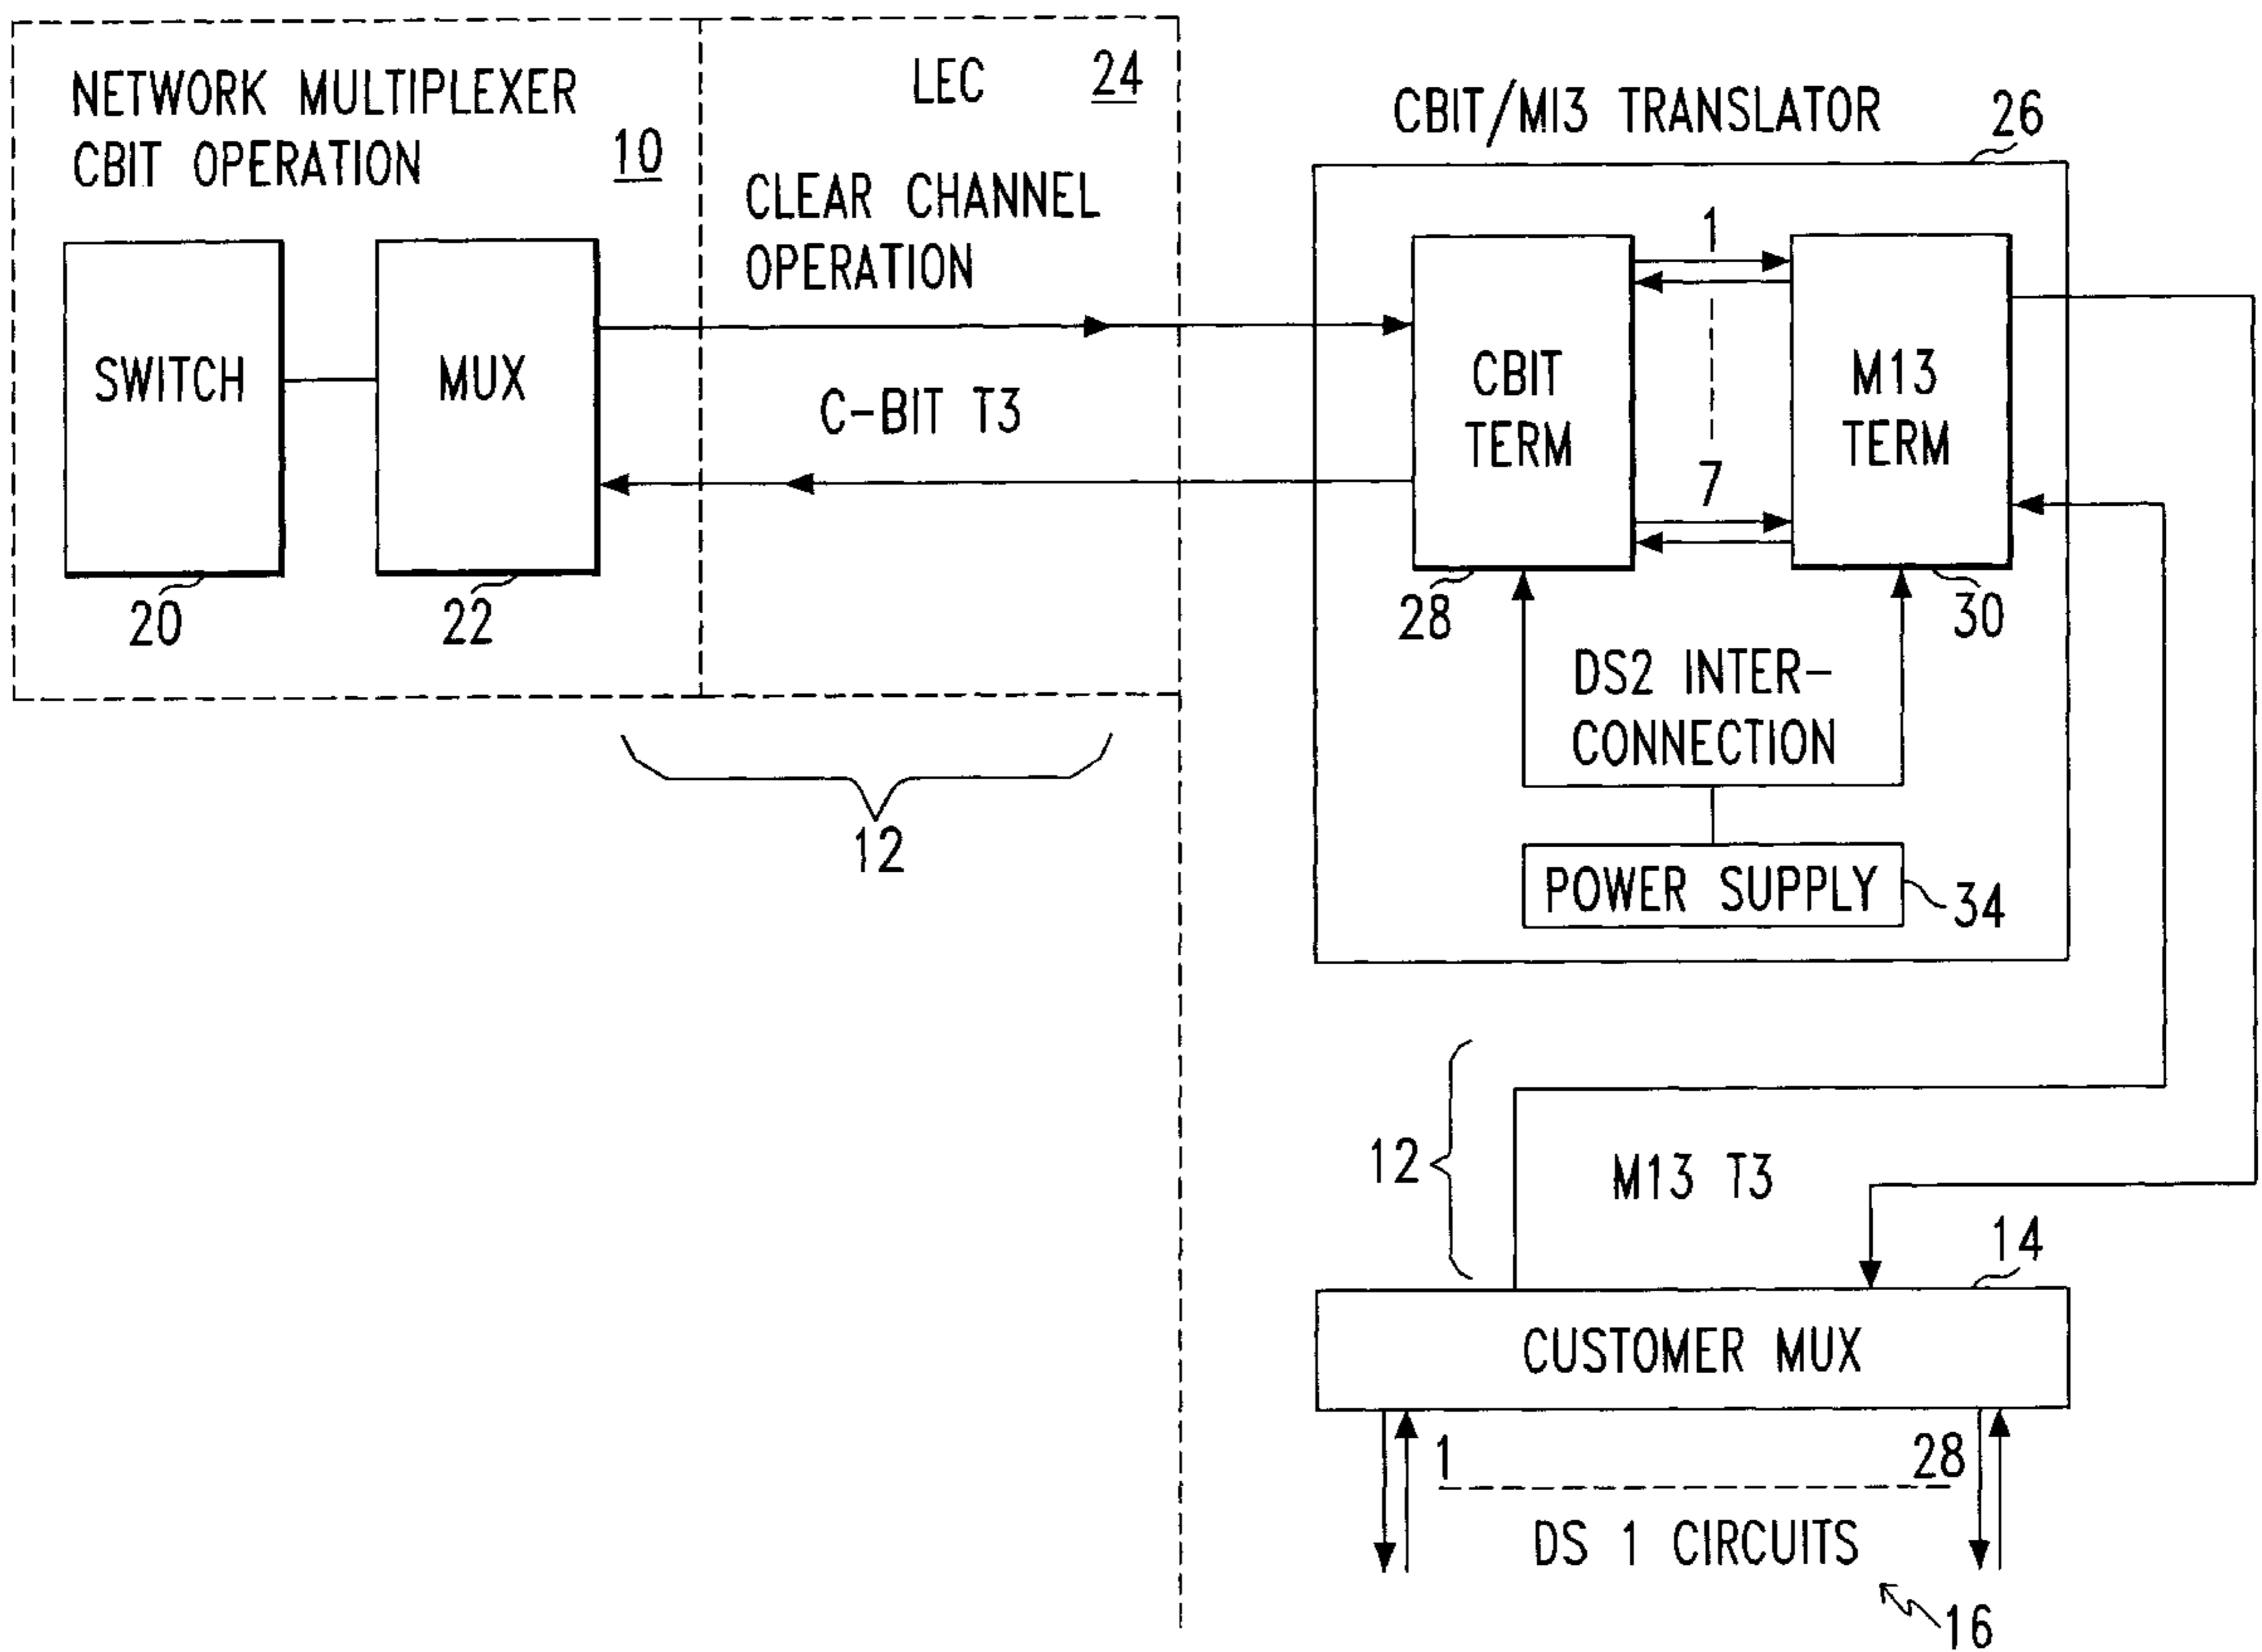 NETWORK MULTIPLEXER
CBIT OPERATION
10
LEC
24
CLEAR CHANNEL
OPERATION
CBIT/MI3 TRANSLATOR
26
SWITCH
20
MUX
22
C-BIT T3
12
CBIT
TERM
28
1
7
M13
TERM
30
DS2 INTER-
CONNECTION
POWER SUPPLY
34
12
M13 T3
14
CUSTOMER MUX
1
28
DS 1 CIRCUITS
16